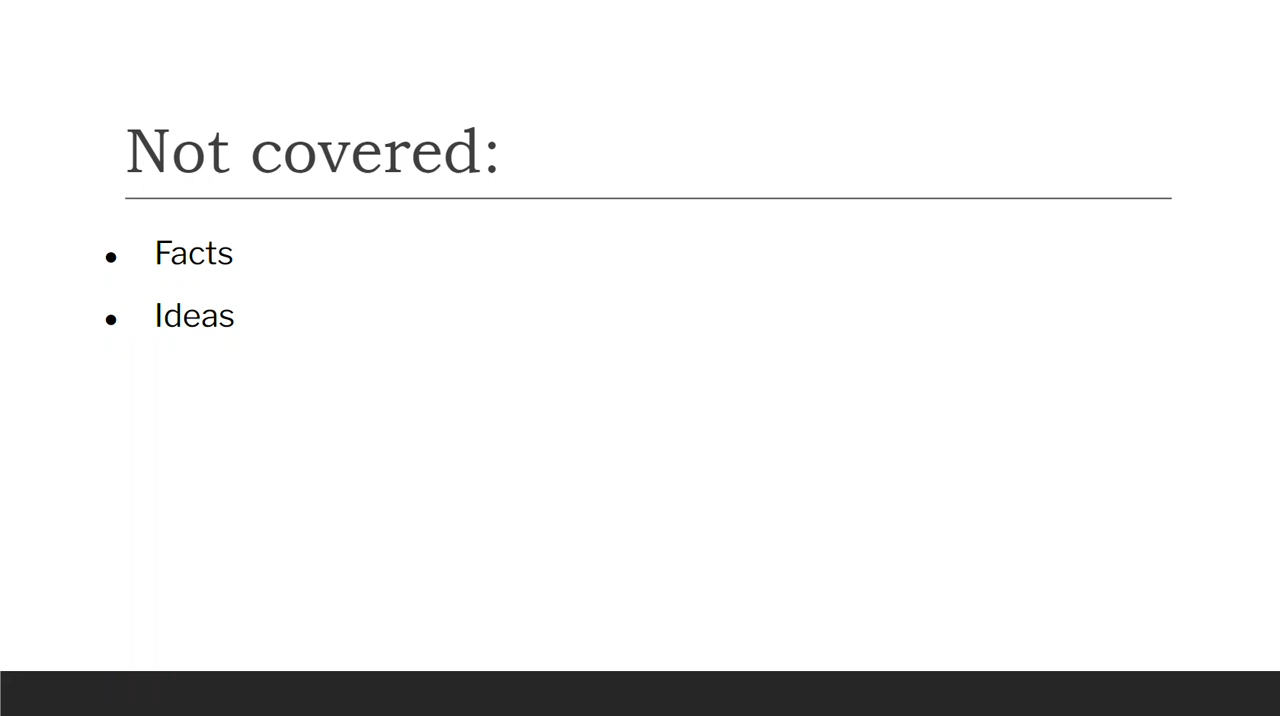 Not covered:
● Facts
● Ideas